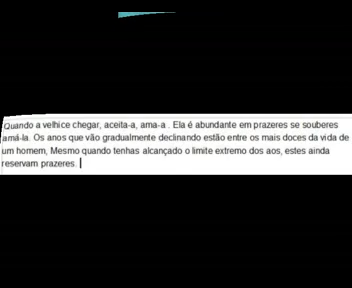 Quando a velhice chegar, aceita-a, ama-a . Ela é abundante em prazeres se souberes
amá-la. Os anos que vão gradualmente declinando estão entre os mais doces da vida de
um homem, Mesmo quando tenhas alcançado o limite extremo dos aos, estes ainda
reservam prazeres.